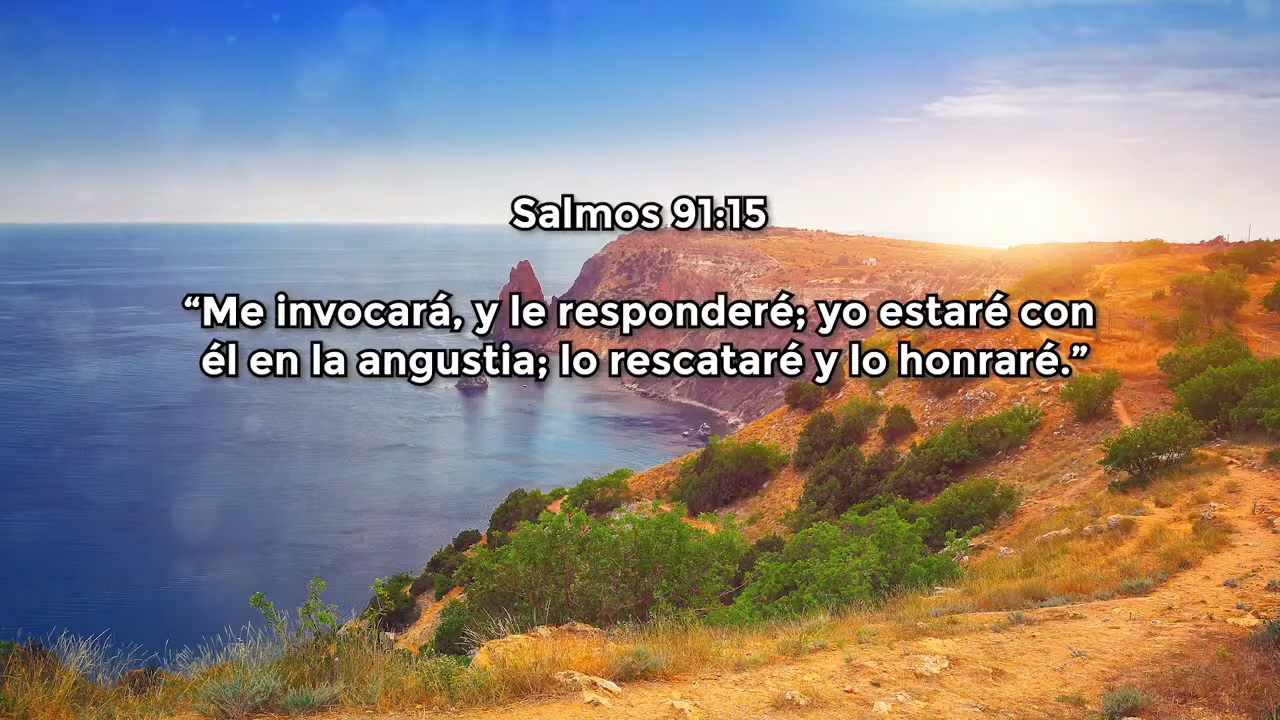 Salmos 91:15
“Me invocará, y le responderé; yo estaré con
él en la angustia; lo rescataré y lo honraré.”